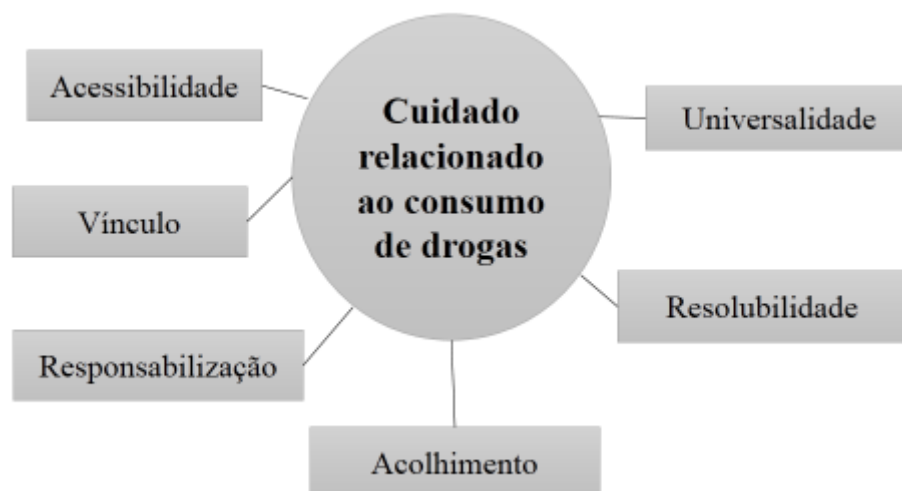 Acessibilidade
Vínculo
Responsabilização
Cuidado
relacionado
ao consumo
de drogas
Acolhimento
Universalidade
Resolubilidade